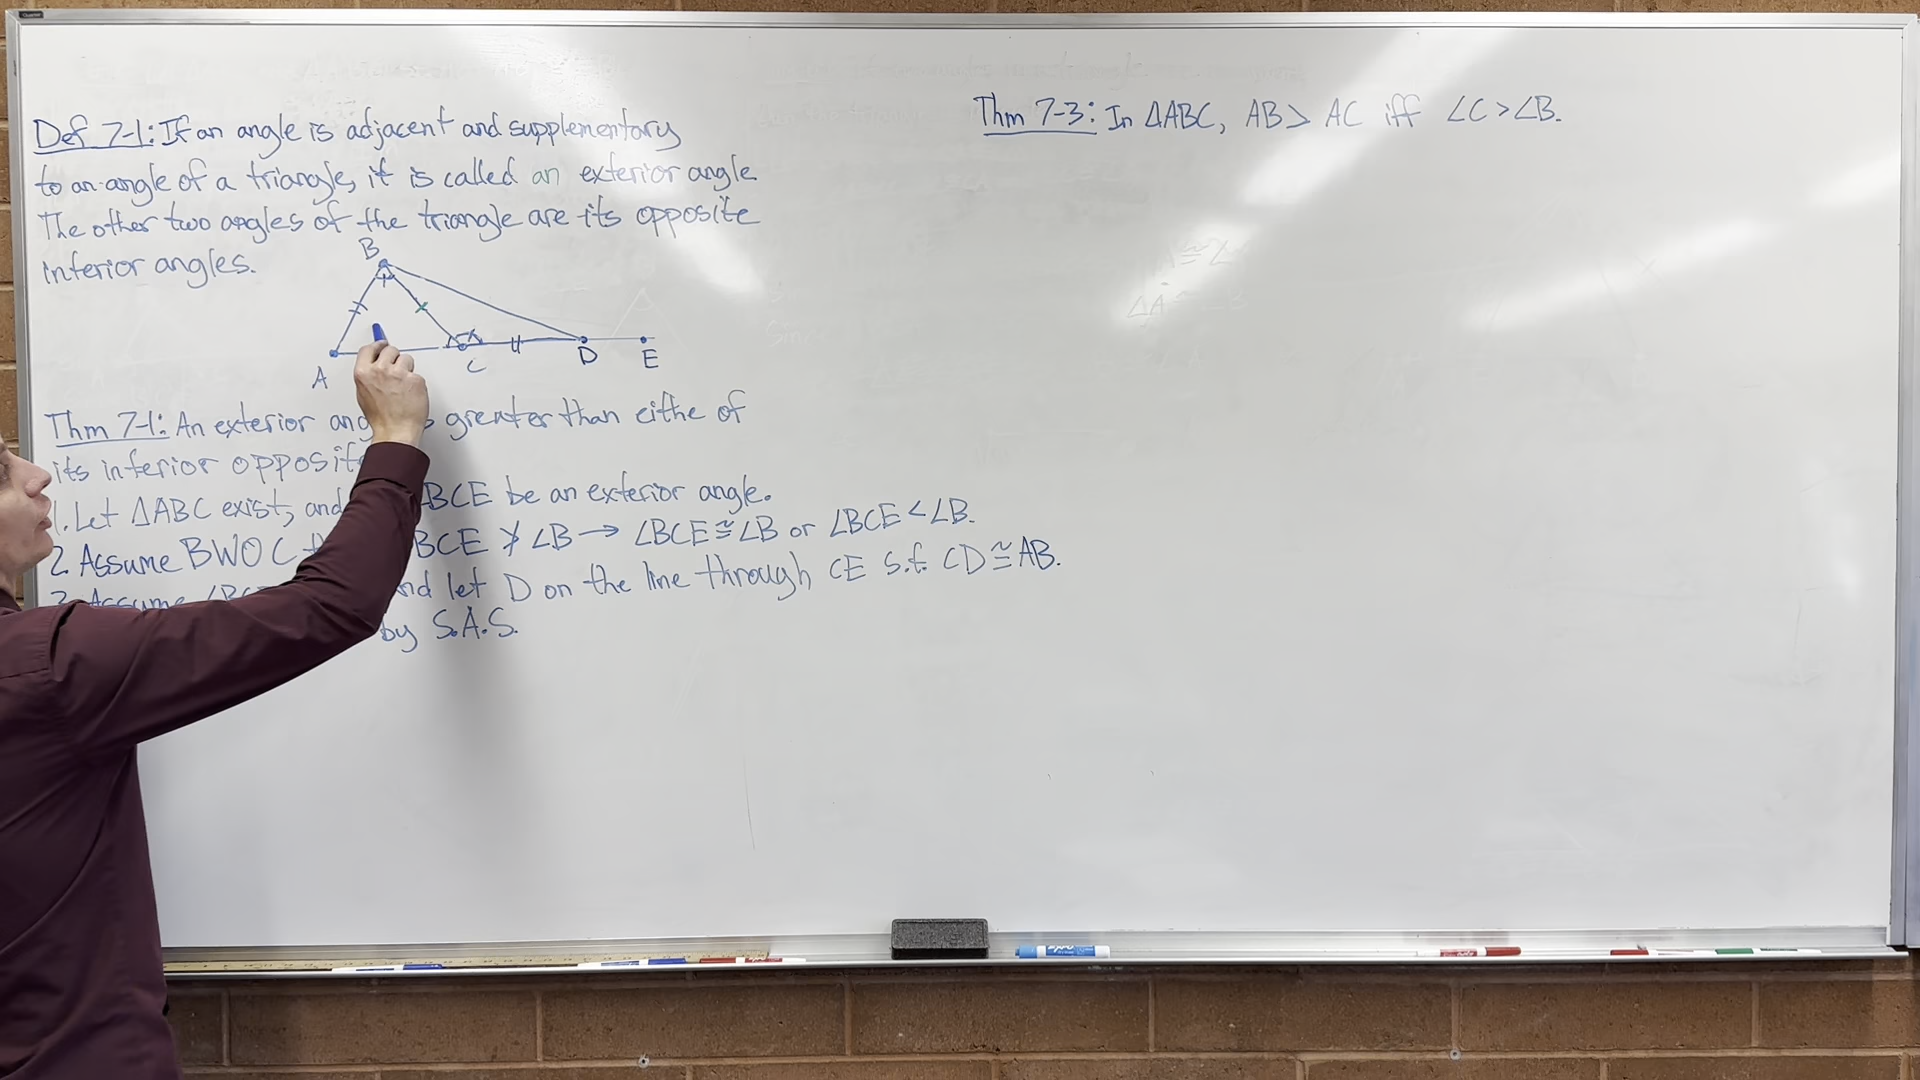 Def 7-1: If an angle is adjacent and supplementary
to an angle of a triangle, it is called an exterior angle.
The other two angles of the triangle are its opposite
interior angles.
B
A
C
D
E
Thm 7-1: An exterior greater than eithe of
its interior
1. Let ΔABC exist, and BCE be an exterior angle.
2. Assume BWOC BCE ≯ ∠B → ∠BCE ≅ ∠B or ∠BCE < ∠B.
3. Assume let D on the line through CE s.t. CD ≅ AB.
by S.A.S.
Thm 7-3: In ΔABC, AB > AC iff ∠C > ∠B.